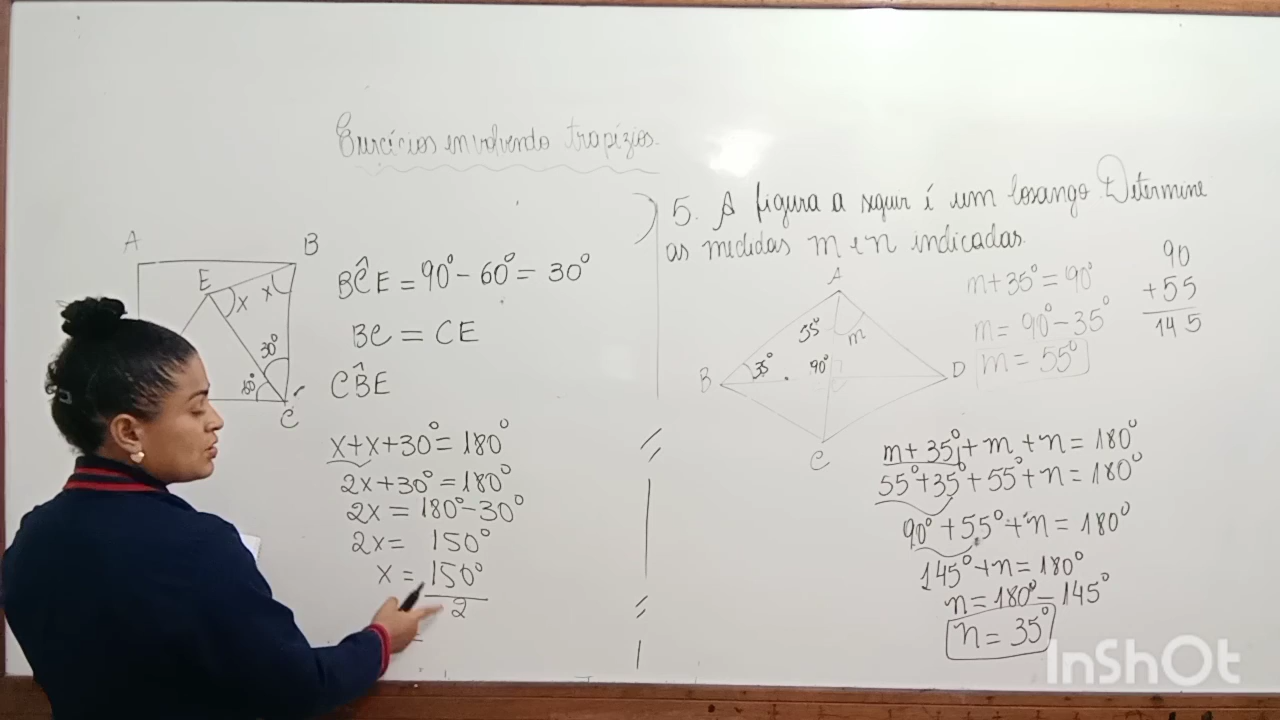 Exercícios envolvendo trapézios.
A
B
E
x
x
30°
60°
C
BĈE = 90° - 60° = 30°
BC = CE
CB̂E
x + x + 30° = 180°
2x + 30° = 180°
2x = 180° - 30°
2x = 150°
x = 150°
2
5. A figura a seguir é um losango. Determine
as medidas m e n indicadas.
A
35°
m
B
35°
90°
D
C
m + 35° = 90°
m = 90° - 35°
m = 55°
90
+55
145
m + 35° + m + n = 180°
55° + 35° + 55° + n = 180°
90° + 55° + n = 180°
145° + n = 180°
n = 180° - 145°
n = 35°
InShOt